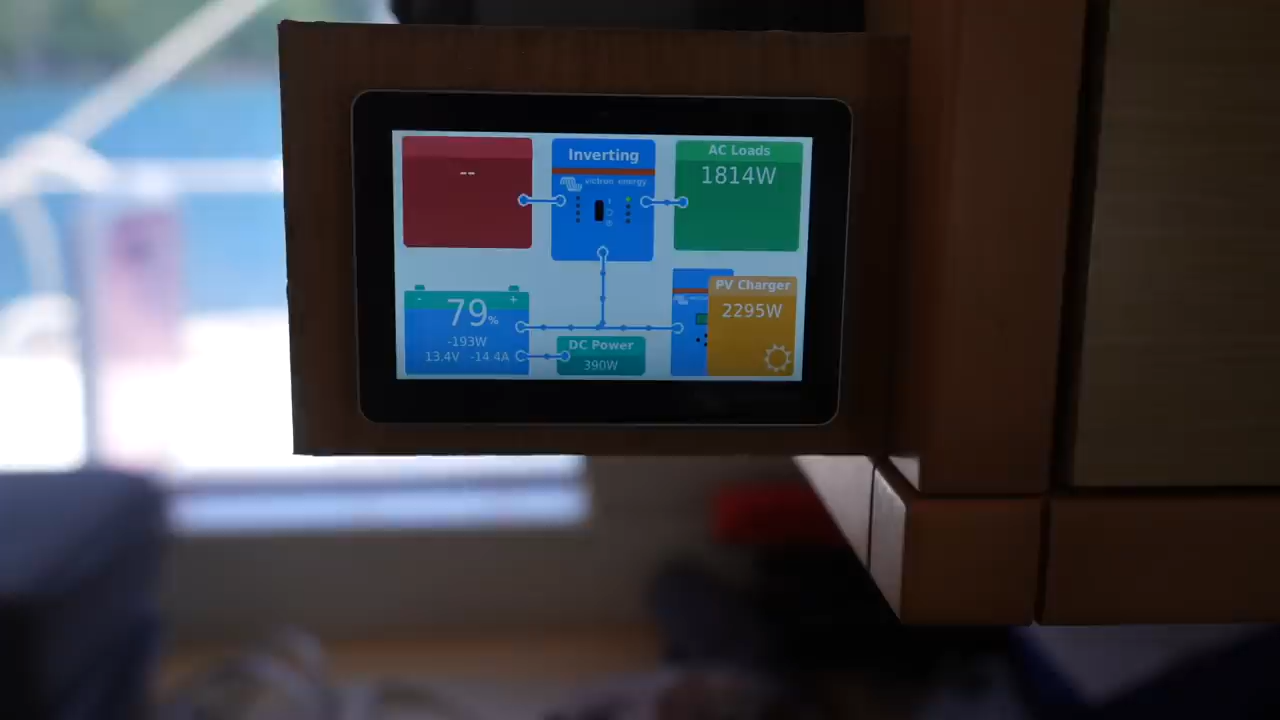 --
Inverting
victron energy
AC Loads
1814W
- +
79%
-193W
13.4V -14.4A
DC Power
390W
PV Charger
2295W